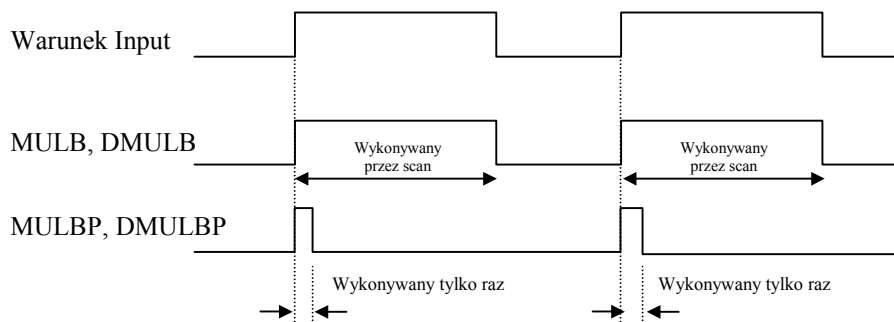 Warunek Input
MULB, DMULB
Wykonywany
przez scan
Wykonywany
przez scan
MULBP, DMULBP
Wykonywany tylko raz
Wykonywany tylko raz